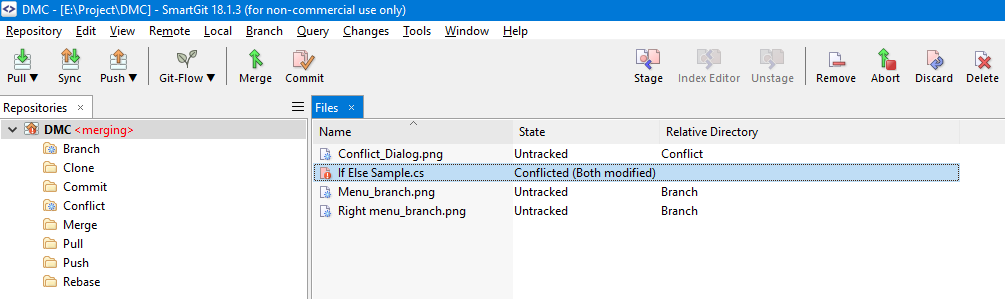 DMC - [E:\Project\DMC] - SmartGit 18.1.3 (for non-commercial use only)
Repository Edit View Remote Local Branch Query Changes Tools Window Help
Pull ▼ Sync Push ▼ Git-Flow ▼ Merge Commit Stage Index Editor Unstage Remove Abort Discard Delete
Repositories × Files ×
Name State Relative Directory
DMC <merging>
Branch
Clone
Commit
Conflict
Merge
Pull
Push
Rebase
Conflict_Dialog.png Untracked Conflict
If Else Sample.cs Conflicted (Both modified)
Menu_branch.png Untracked Branch
Right menu_branch.png Untracked Branch